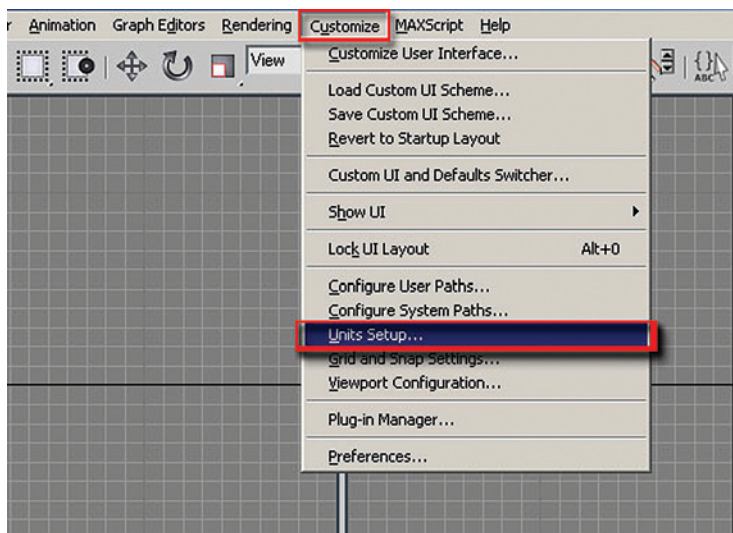 r Animation Graph Editors Rendering Customize MAXScript Help
View
ABC
Customize User Interface...
Load Custom UI Scheme...
Save Custom UI Scheme...
Revert to Startup Layout
Custom UI and Defaults Switcher...
Show UI
Lock UI Layout Alt+0
Configure User Paths...
Configure System Paths...
Units Setup...
Grid and Snap Settings...
Viewport Configuration...
Plug-in Manager...
Preferences...